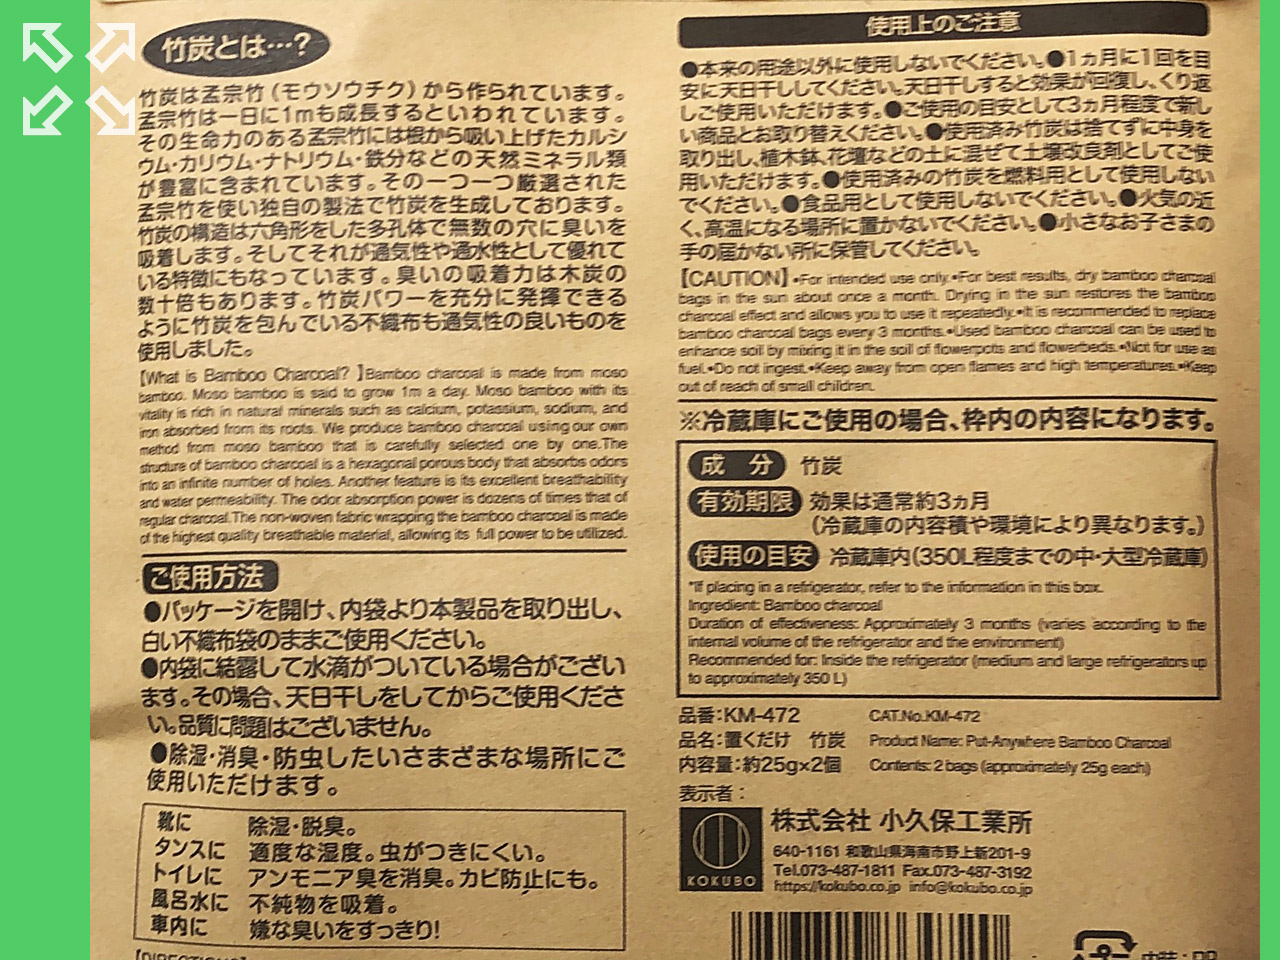 竹炭とは…?
竹炭は孟宗竹(モウソウチク)から作られています。
孟宗竹は一日に1mも成長するといわれています。
その生命力のある孟宗竹には根から吸い上げたカルシ
ウム・カリウム・ナトリウム・鉄分などの天然ミネラル類
が豊富に含まれています。その一つ一つ厳選された
孟宗竹を使い独自の製法で竹炭を生成しております。
竹炭の構造は六角形をした多孔体で無数の穴に臭いを
吸着します。そしてそれが通気性や通水性として優れて
いる特徴にもなっています。臭いの吸着力は木炭の
数十倍もあります。竹炭パワーを充分に発揮できる
ように竹炭を包んでいる不織布も通気性の良いものを
使用しました。
【What is Bamboo Charcoal? 】Bamboo charcoal is made from moso
bamboo. Moso bamboo is said to grow 1m a day. Moso bamboo with its
vitality is rich in natural minerals such as calcium, potassium, sodium, and
iron absorbed from its roots. We produce bamboo charcoal using our own
method from moso bamboo that is carefully selected one by one.The
structure of bamboo charcoal is a hexagonal porous body that absorbs odors
into an infinite number of holes. Another feature is its excellent breathability
and water permeability. The odor absorption power is dozens of times that of
regular charcoal.The non-woven fabric wrapping the bamboo charcoal is made
of the highest quality breathable material, allowing its full power to be utilized.
ご使用方法
●パッケージを開け、内袋より本製品を取り出し、
白い不織布袋のままご使用ください。
●内袋に結露して水滴がついている場合がござい
ます。その場合、天日干しをしてからご使用くださ
い。品質に問題はございません。
●除湿・消臭・防虫したいさまざまな場所にご
使用いただけます。
靴に 除湿・脱臭。
タンスに 適度な湿度。虫がつきにくい。
トイレに アンモニア臭を消臭。カビ防止にも。
風呂水に 不純物を吸着。
車内に 嫌な臭いをすっきり!
【DIRECTIONS】
使用上のご注意
●本来の用途以外に使用しないでください。●1ヵ月に1回を目
安に天日干ししてください。天日干しすると効果が回復し、くり返
しご使用いただけます。●ご使用の目安として3ヵ月程度で新し
い商品とお取り替えください。●使用済み竹炭は捨てずに中身を
取り出し、植木鉢、花壇などの土に混ぜて土壌改良剤としてご使
用いただけます。●使用済みの竹炭を燃料用として使用しない
でください。●食品用として使用しないでください。●火気の近
く、高温になる場所に置かないでください。●小さなお子さまの
手の届かない所に保管してください。
【CAUTION】•For intended use only.•For best results, dry bamboo charcoal
bags in the sun about once a month. Drying in the sun restores the bamboo
charcoal effect and allows you to use it repeatedly.•It is recommended to replace
bamboo charcoal bags every 3 months.•Used bamboo charcoal can be used to
enhance soil by mixing it in the soil of flowerpots and flowerbeds.•Not for use as
fuel.•Do not ingest.•Keep away from open flames and high temperatures.•Keep
out of reach of small children.
※冷蔵庫にご使用の場合、枠内の内容になります。
成 分 竹炭
有効期限 効果は通常約3ヵ月
(冷蔵庫の内容積や環境により異なります。)
使用の目安 冷蔵庫内(350L程度までの中・大型冷蔵庫)
*If placing in a refrigerator, refer to the information in this box.
Ingredient: Bamboo charcoal
Duration of effectiveness: Approximately 3 months (varies according to the
internal volume of the refrigerator and the environment)
Recommended for: Inside the refrigerator (medium and large refrigerators up
to approximately 350 L)
品番:KM-472 CAT.No.KM-472
品名:置くだけ 竹炭 Product Name: Put-Anywhere Bamboo Charcoal
内容量:約25g×2個 Contents: 2 bags (approximately 25g each)
表示者:
KOKUBO
株式会社 小久保工業所
640-1161 和歌山県海南市野上新201-9
Tel.073-487-1811 Fax.073-487-3192
https://kokubo.co.jp info@kokubo.co.jp